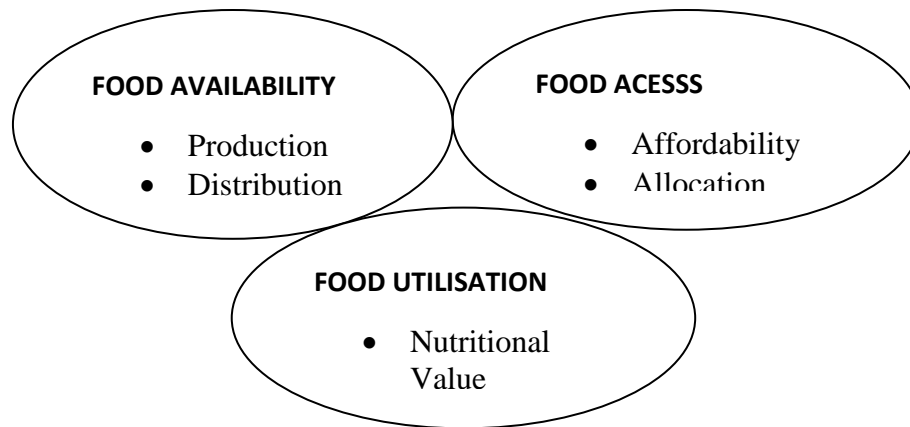 FOOD AVAILABILITY
• Production
• Distribution
FOOD ACESSS
• Affordability
• Allocation
FOOD UTILISATION
• Nutritional
Value